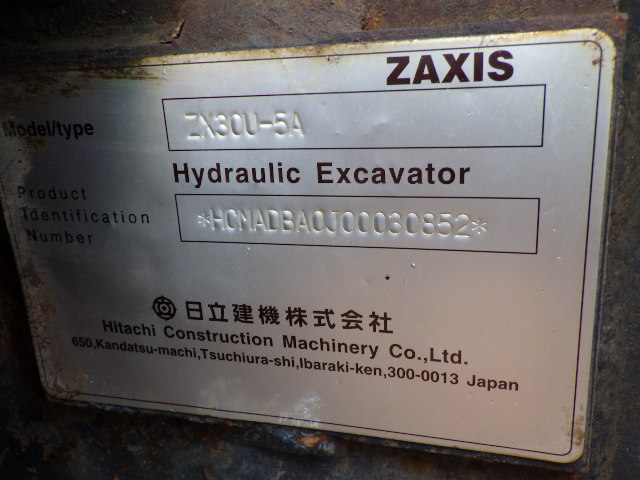 ZAXIS
Model/type ZX30U-5A
Hydraulic Excavator
Product
Identification
Number
*HCMADBA0J00030852*
日立建機株式会社
Hitachi Construction Machinery Co.,Ltd.
650,Kandatsu-machi,Tsuchiura-shi,Ibaraki-ken,300-0013 Japan